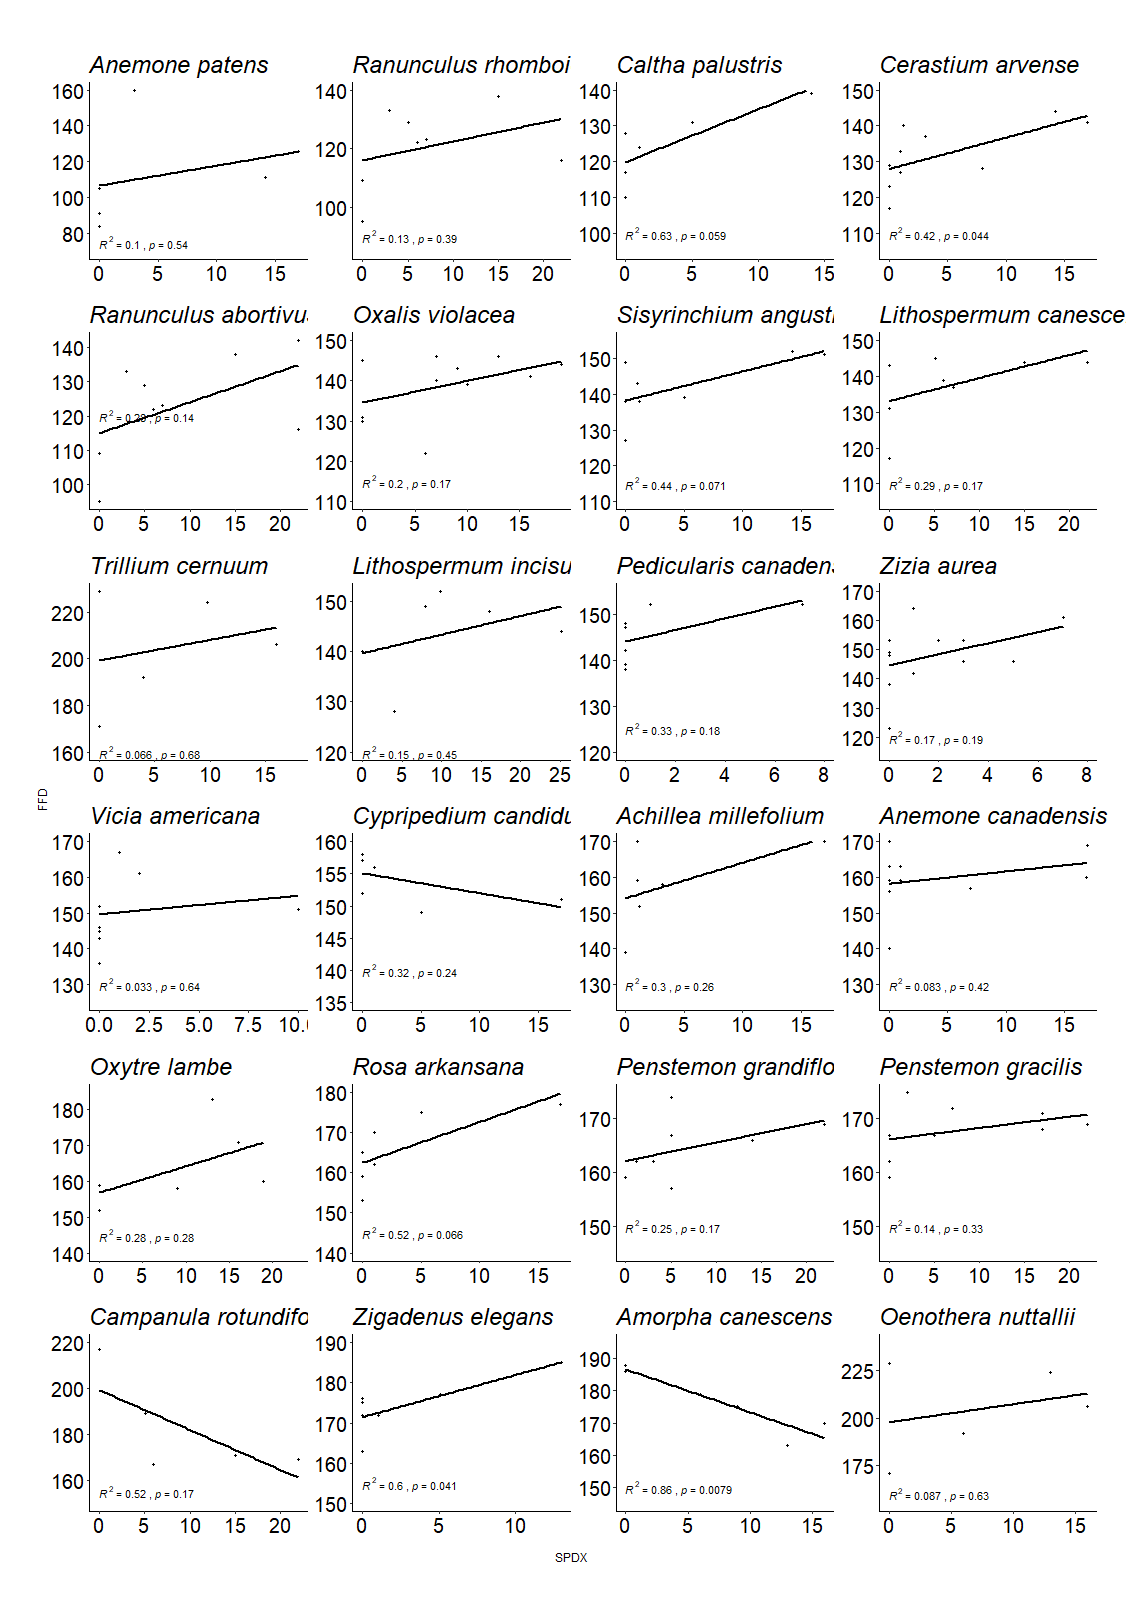 Anemone patens
160
140
120
100
80
R2 = 0.1 , p = 0.54
0 5 10 15
Ranunculus rhomboi
140
120
100
R2 = 0.13 , p = 0.39
0 5 10 15 20
Caltha palustris
140
130
120
110
100
R2 = 0.63 , p = 0.059
0 5 10 15
Cerastium arvense
150
140
130
120
110
R2 = 0.42 , p = 0.044
0 5 10 15
Ranunculus abortivu
140
130
120
110
100
R2 = 0.28 , p = 0.14
0 5 10 15 20
Oxalis violacea
150
140
130
120
110
R2 = 0.2 , p = 0.17
0 5 10 15
Sisyrinchium angusti
150
140
130
120
110
R2 = 0.44 , p = 0.071
0 5 10 15
Lithospermum canesce
150
140
130
120
110
R2 = 0.29 , p = 0.17
0 5 10 15 20
Trillium cernuum
220
200
180
160
R2 = 0.066 , p = 0.68
0 5 10 15
Lithospermum incisu
150
140
130
120
R2 = 0.15 , p = 0.45
0 5 10 15 20 25
Pedicularis canadens
150
140
130
120
R2 = 0.33 , p = 0.18
0 2 4 6 8
Zizia aurea
170
160
150
140
130
120
R2 = 0.17 , p = 0.19
0 2 4 6 8
FFD
Vicia americana
170
160
150
140
130
R2 = 0.033 , p = 0.64
0.0 2.5 5.0 7.5 10.0
Cypripedium candidu
160
155
150
145
140
135
R2 = 0.32 , p = 0.24
0 5 10 15
Achillea millefolium
170
160
150
140
130
R2 = 0.3 , p = 0.26
0 5 10 15
Anemone canadensis
170
160
150
140
130
R2 = 0.083 , p = 0.42
0 5 10 15
Oxytre lambe
180
170
160
150
140
R2 = 0.28 , p = 0.28
0 5 10 15 20
Rosa arkansana
180
170
160
150
140
R2 = 0.52 , p = 0.066
0 5 10 15
Penstemon grandiflo
170
160
150
R2 = 0.25 , p = 0.17
0 5 10 15 20
Penstemon gracilis
170
160
150
R2 = 0.14 , p = 0.33
0 5 10 15 20
Campanula rotundifo
220
200
180
160
R2 = 0.52 , p = 0.17
0 5 10 15 20
Zigadenus elegans
190
180
170
160
150
R2 = 0.6 , p = 0.041
0 5 10
Amorpha canescens
190
180
170
160
150
R2 = 0.86 , p = 0.0079
0 5 10 15
Oenothera nuttallii
225
200
175
R2 = 0.087 , p = 0.63
0 5 10 15
SPDX